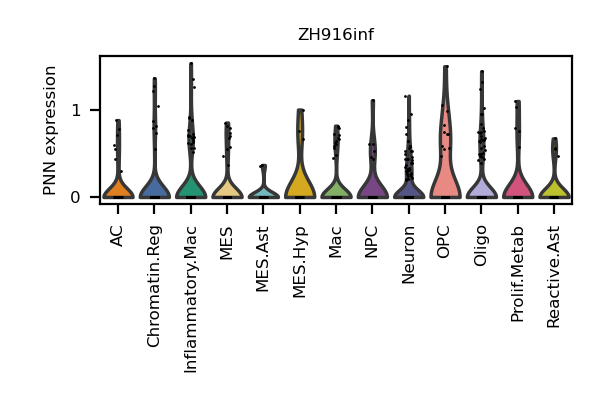 ZH916inf
PNN expression
1
0
AC
Chromatin.Reg
Inflammatory.Mac
MES
MES.Ast
MES.Hyp
Mac
NPC
Neuron
OPC
Oligo
Prolif.Metab
Reactive.Ast